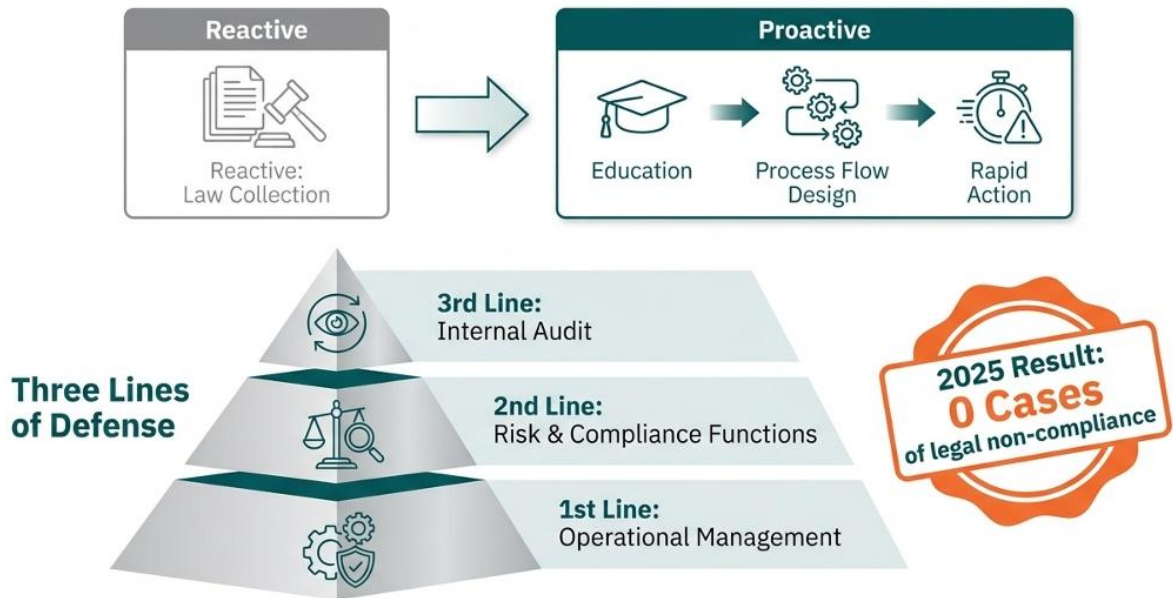 Reactive
Reactive:
Law Collection
Proactive
Education
Process Flow
Design
Rapid
Action
Three Lines
of Defense
3rd Line:
Internal Audit
2nd Line:
Risk & Compliance Functions
1st Line:
Operational Management
2025 Result:
0 Cases
of legal non-compliance